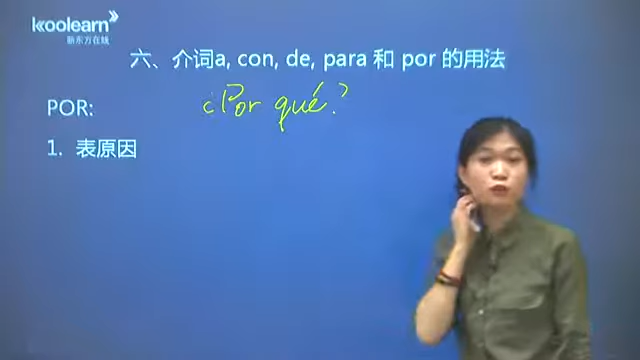 koolearn
新东方在线
六、介词a, con, de, para 和 por 的用法
¿Por qué?
POR:
1. 表原因